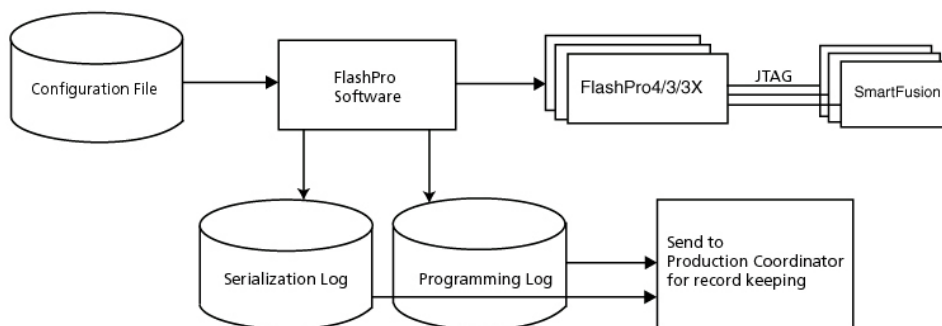 Configuration File
FlashPro
Software
FlashPro4/3/3X
JTAG
SmartFusion
Serialization Log
Programming Log
Send to
Production Coordinator
for record keeping